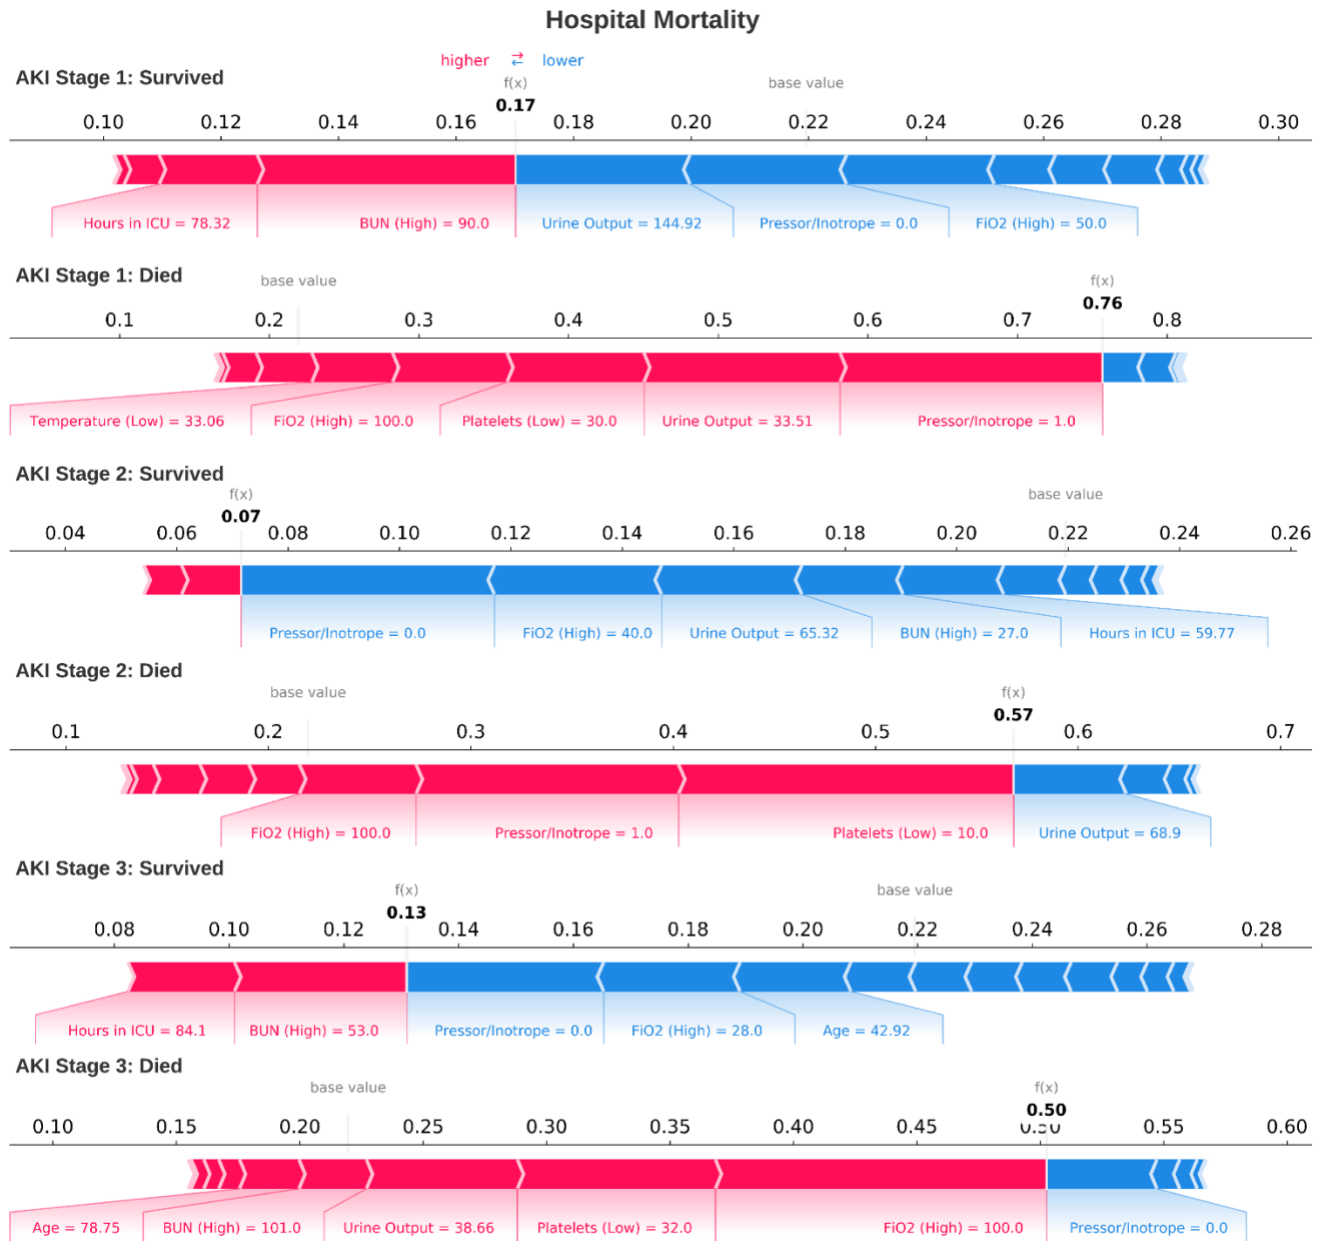 Hospital Mortality
higher ⇄ lower
AKI Stage 1: Survived
f(x) base value
0.17
0.10 0.12 0.14 0.16 0.18 0.20 0.22 0.24 0.26 0.28 0.30
Hours in ICU = 78.32 BUN (High) = 90.0 Urine Output = 144.92 Pressor/Inotrope = 0.0 FiO2 (High) = 50.0
AKI Stage 1: Died
base value f(x)
0.76
0.1 0.2 0.3 0.4 0.5 0.6 0.7 0.8
Temperature (Low) = 33.06 FiO2 (High) = 100.0 Platelets (Low) = 30.0 Urine Output = 33.51 Pressor/Inotrope = 1.0
AKI Stage 2: Survived
f(x) base value
0.07
0.04 0.06 0.08 0.10 0.12 0.14 0.16 0.18 0.20 0.22 0.24 0.26
Pressor/Inotrope = 0.0 FiO2 (High) = 40.0 Urine Output = 65.32 BUN (High) = 27.0 Hours in ICU = 59.77
AKI Stage 2: Died
base value f(x)
0.57
0.1 0.2 0.3 0.4 0.5 0.6 0.7
FiO2 (High) = 100.0 Pressor/Inotrope = 1.0 Platelets (Low) = 10.0 Urine Output = 68.9
AKI Stage 3: Survived
f(x) base value
0.13
0.08 0.10 0.12 0.14 0.16 0.18 0.20 0.22 0.24 0.26 0.28
Hours in ICU = 84.1 BUN (High) = 53.0 Pressor/Inotrope = 0.0 FiO2 (High) = 28.0 Age = 42.92
AKI Stage 3: Died
base value f(x)
0.50
0.10 0.15 0.20 0.25 0.30 0.35 0.40 0.45 0.50 0.55 0.60
Age = 78.75 BUN (High) = 101.0 Urine Output = 38.66 Platelets (Low) = 32.0 FiO2 (High) = 100.0 Pressor/Inotrope = 0.0